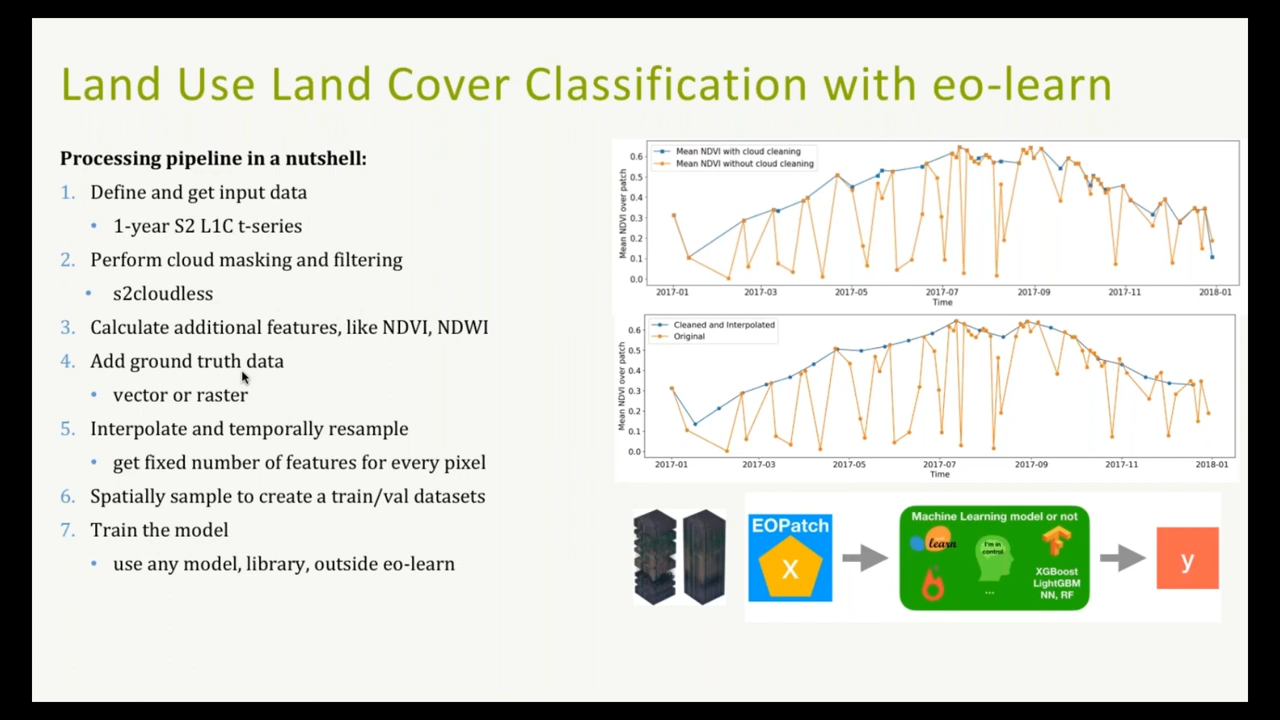 Land Use Land Cover Classification with eo-learn
Processing pipeline in a nutshell:
1. Define and get input data
• 1-year S2 L1C t-series
2. Perform cloud masking and filtering
• s2cloudless
3. Calculate additional features, like NDVI, NDWI
4. Add ground truth data
• vector or raster
5. Interpolate and temporally resample
• get fixed number of features for every pixel
6. Spatially sample to create a train/val datasets
7. Train the model
• use any model, library, outside eo-learn
Mean NDVI with cloud cleaning
Mean NDVI without cloud cleaning
Mean NDVI over patch
0.6
0.5
0.4
0.3
0.2
0.1
0.0
2017-01 2017-03 2017-05 2017-07 2017-09 2017-11 2018-01
Time
Cleaned and Interpolated
Original
Mean NDVI over patch
0.6
0.5
0.4
0.3
0.2
0.1
0.0
2017-01 2017-03 2017-05 2017-07 2017-09 2017-11 2018-01
Time
EOPatch
X
Machine Learning model or not
learn
I'm in
control
...
XGBoost
LightGBM
NN, RF
y